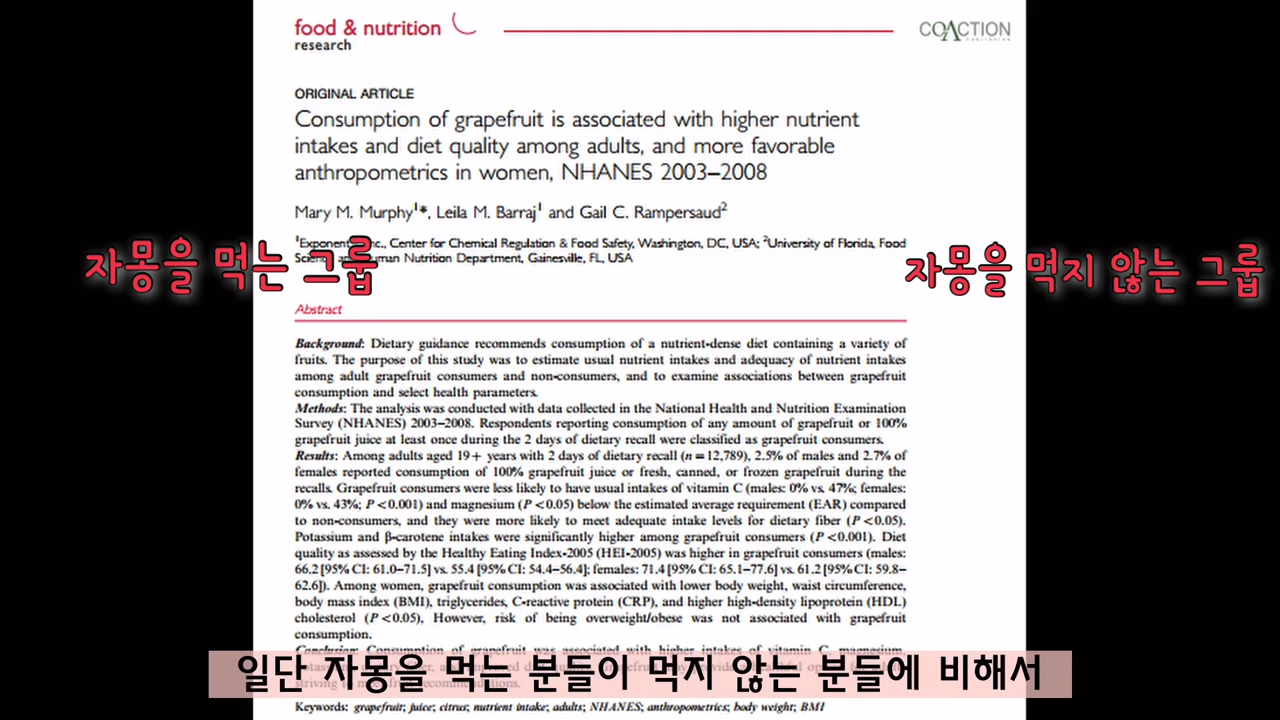 food & nutrition
research
COACTION
PUBLISHING
ORIGINAL ARTICLE
Consumption of grapefruit is associated with higher nutrient
intakes and diet quality among adults, and more favorable
anthropometrics in women, NHANES 2003–2008
Mary M. Murphy¹*, Leila M. Barraj¹ and Gail C. Rampersaud²
¹Exponent Inc., Center for Chemical Regulation & Food Safety, Washington, DC, USA; ²University of Florida, Food
Science and Human Nutrition Department, Gainesville, FL, USA
자몽을 먹는 그룹
자몽을 먹지 않는 그룹
Abstract
Background: Dietary guidance recommends consumption of a nutrient-dense diet containing a variety of
fruits. The purpose of this study was to estimate usual nutrient intakes and adequacy of nutrient intakes
among adult grapefruit consumers and non-consumers, and to examine associations between grapefruit
consumption and select health parameters.
Methods: The analysis was conducted with data collected in the National Health and Nutrition Examination
Survey (NHANES) 2003–2008. Respondents reporting consumption of any amount of grapefruit or 100%
grapefruit juice at least once during the 2 days of dietary recall were classified as grapefruit consumers.
Results: Among adults aged 19+ years with 2 days of dietary recall (n=12,789), 2.5% of males and 2.7% of
females reported consumption of 100% grapefruit juice or fresh, canned, or frozen grapefruit during the
recalls. Grapefruit consumers were less likely to have usual intakes of vitamin C (males: 0% vs. 47%; females:
0% vs. 43%; P<0.001) and magnesium (P<0.05) below the estimated average requirement (EAR) compared
to non-consumers, and they were more likely to meet adequate intake levels for dietary fiber (P<0.05).
Potassium and β-carotene intakes were significantly higher among grapefruit consumers (P<0.001). Diet
quality as assessed by the Healthy Eating Index-2005 (HEI-2005) was higher in grapefruit consumers (males:
66.2 [95% CI: 61.0–71.5] vs. 55.4 [95% CI: 54.4–56.4]; females: 71.4 [95% CI: 65.1–77.6] vs. 61.2 [95% CI: 59.8–
62.6]). Among women, grapefruit consumption was associated with lower body weight, waist circumference,
body mass index (BMI), triglycerides, C-reactive protein (CRP), and higher high-density lipoprotein (HDL)
cholesterol (P<0.05), However, risk of being overweight/obese was not associated with grapefruit
consumption.
Conclusion: Consumption of grapefruit was associated with higher intakes of vitamin C, magnesium,
일단 자몽을 먹는 분들이 먹지 않는 분들에 비해서
Keywords: grapefruit; juice; citrus; nutrient intake; adults; NHANES; anthropometrics; body weight; BMI